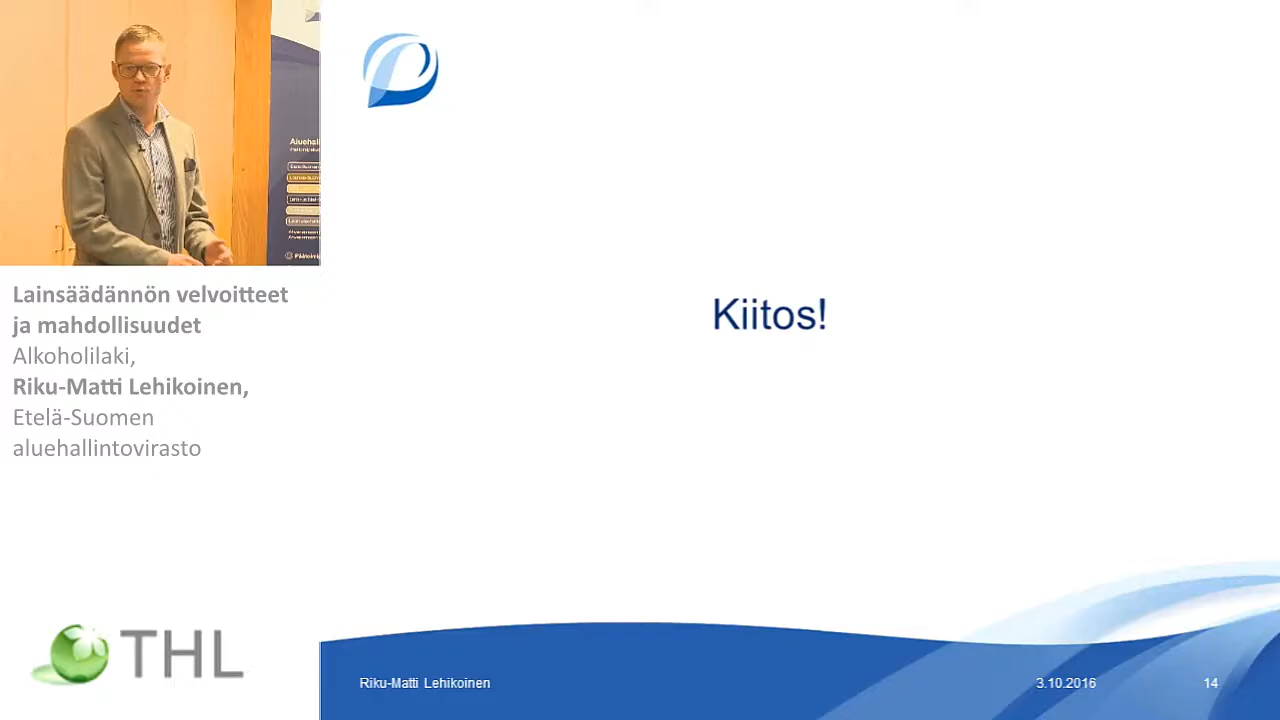 Aluehal
Lainsäädännön velvoitteet
ja mahdollisuudet
Alkoholilaki,
Riku-Matti Lehikoinen,
Etelä-Suomen
aluehallintovirasto
THL
Kiitos!
Riku-Matti Lehikoinen
3.10.2016
14